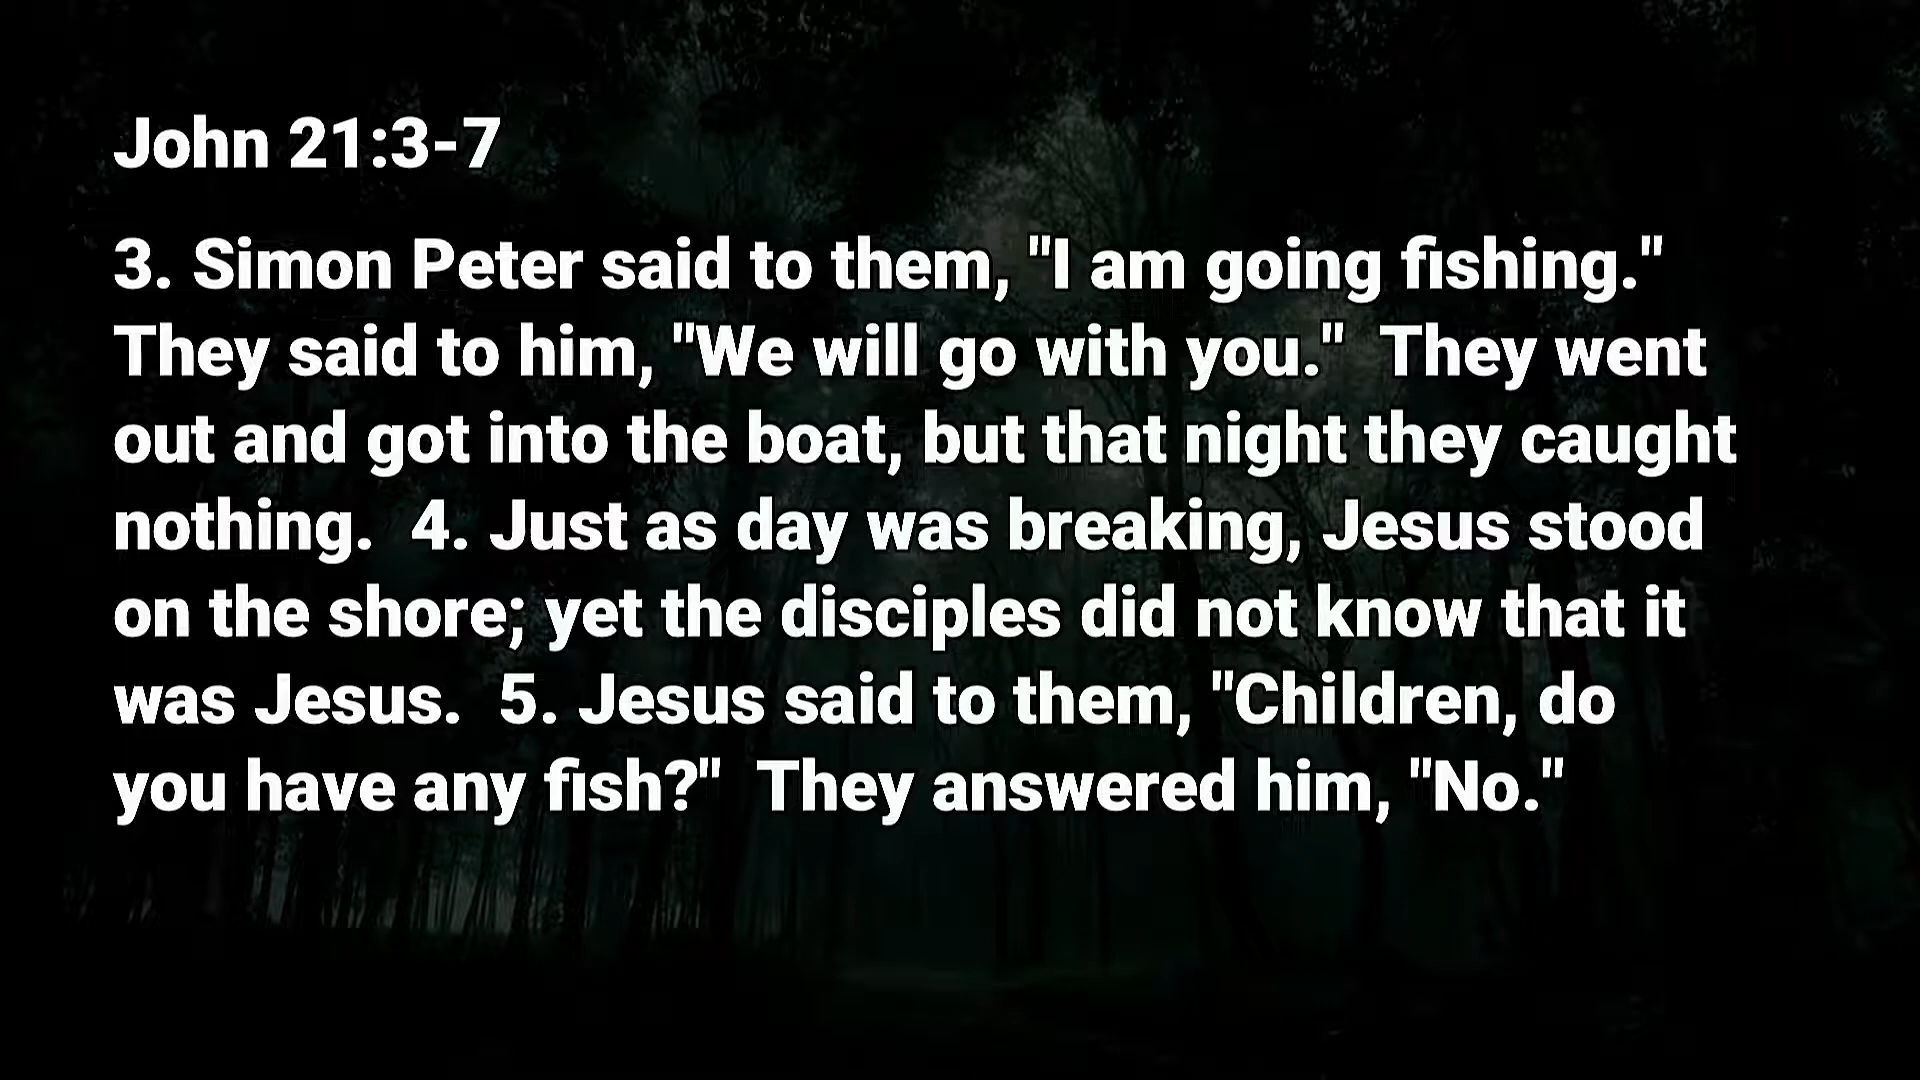 John 21:3-7
3. Simon Peter said to them, "I am going fishing."
They said to him, "We will go with you."  They went
out and got into the boat, but that night they caught
nothing.  4. Just as day was breaking, Jesus stood
on the shore; yet the disciples did not know that it
was Jesus.  5. Jesus said to them, "Children, do
you have any fish?"  They answered him, "No."